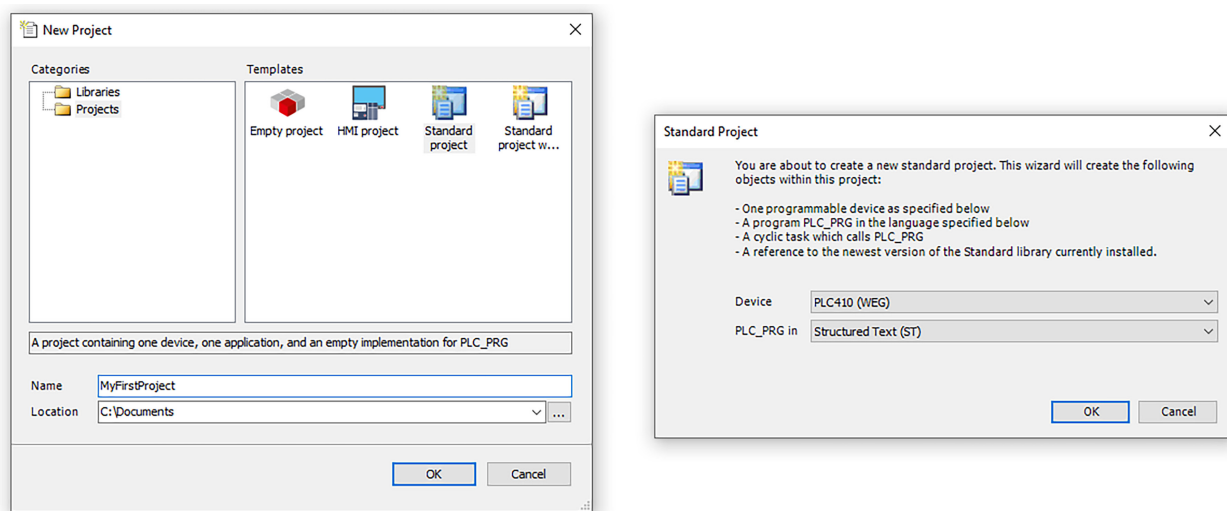 New Project
Categories
Templates
Libraries
Projects
Empty project
HMI project
Standard
project
Standard
project w...
A project containing one device, one application, and an empty implementation for PLC_PRG
Name
MyFirstProject
Location
C:\Documents
...
OK
Cancel
Standard Project
You are about to create a new standard project. This wizard will create the following
objects within this project:
- One programmable device as specified below
- A program PLC_PRG in the language specified below
- A cyclic task which calls PLC_PRG
- A reference to the newest version of the Standard library currently installed.
Device
PLC410 (WEG)
PLC_PRG in
Structured Text (ST)
OK
Cancel